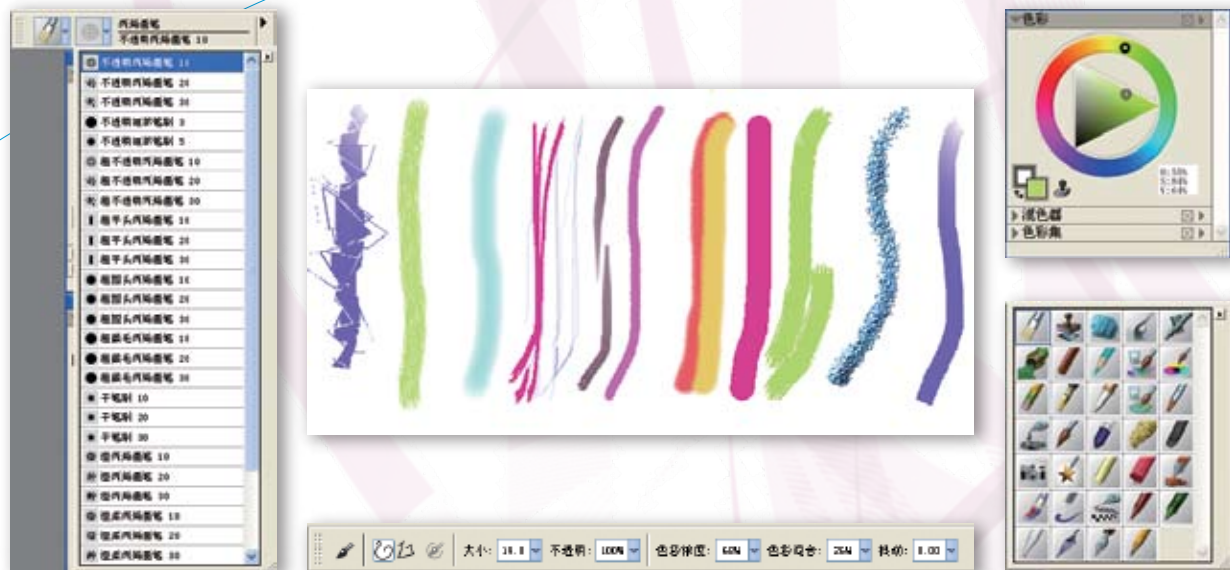 丙烯画笔
不透明丙烯画笔 10
不透明丙烯画笔 10
不透明丙烯画笔 20
不透明丙烯画笔 30
不透明细节笔刷 3
不透明细节笔刷 5
粗不透明丙烯画笔 10
粗不透明丙烯画笔 20
粗不透明丙烯画笔 30
粗平头丙烯画笔 10
粗平头丙烯画笔 20
粗平头丙烯画笔 30
粗圆头丙烯画笔 10
粗圆头丙烯画笔 20
粗圆头丙烯画笔 30
粗鬃毛丙烯画笔 10
粗鬃毛丙烯画笔 20
粗鬃毛丙烯画笔 30
干笔刷 10
干笔刷 20
干笔刷 30
湿丙烯画笔 10
湿丙烯画笔 20
湿丙烯画笔 30
湿柔丙烯画笔 10
湿柔丙烯画笔 20
湿柔丙烯画笔 30
大小: 不透明: 100% 色彩浓度: 60% 色彩混合: 26% 抖动: 0.00
色彩
混色器
色彩集